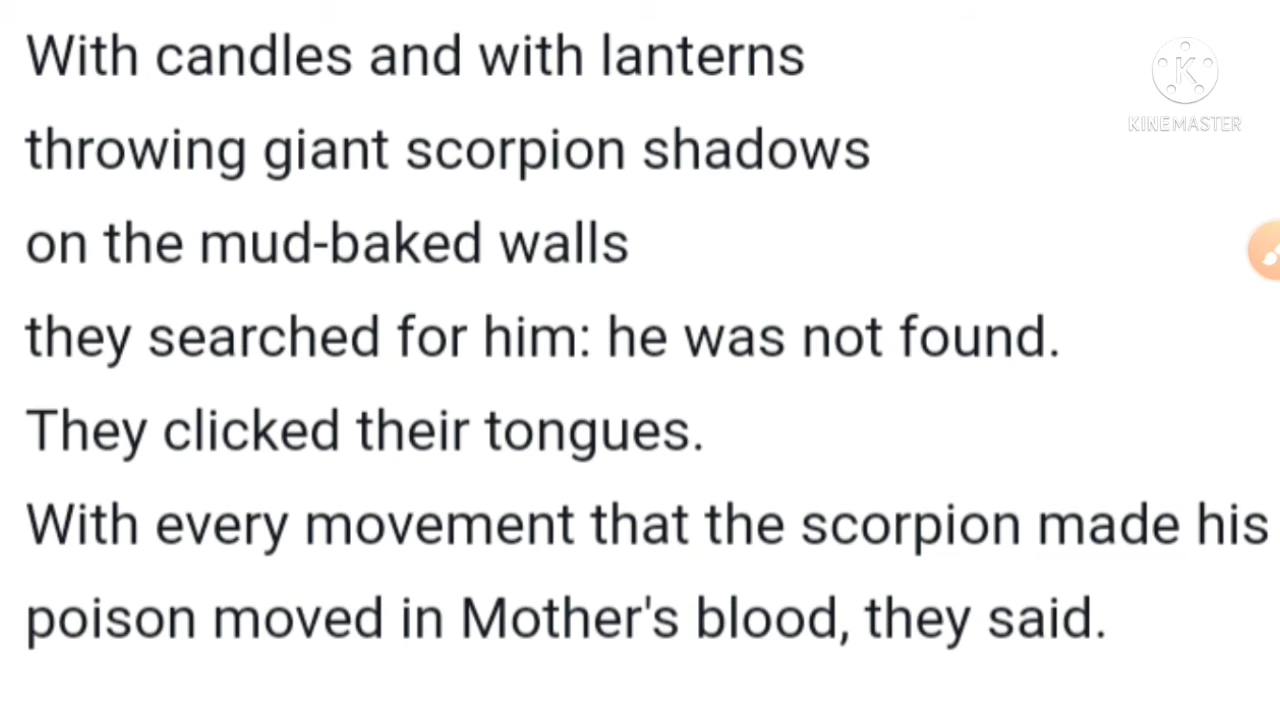 With candles and with lanterns
KINEMASTER
throwing giant scorpion shadows
on the mud-baked walls
they searched for him: he was not found.
They clicked their tongues.
With every movement that the scorpion made his
poison moved in Mother's blood, they said.